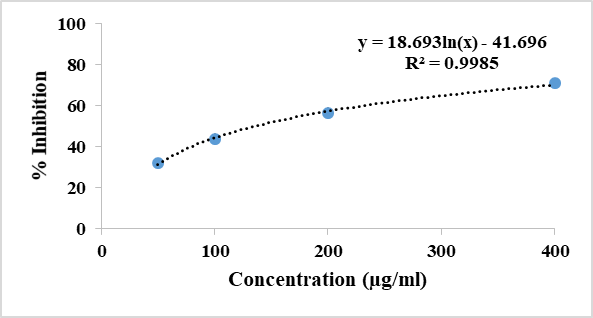 y = 18.693ln(x) - 41.696
R² = 0.9985
100
80
60
40
20
0
% Inhibition
0 100 200 300 400
Concentration (µg/ml)